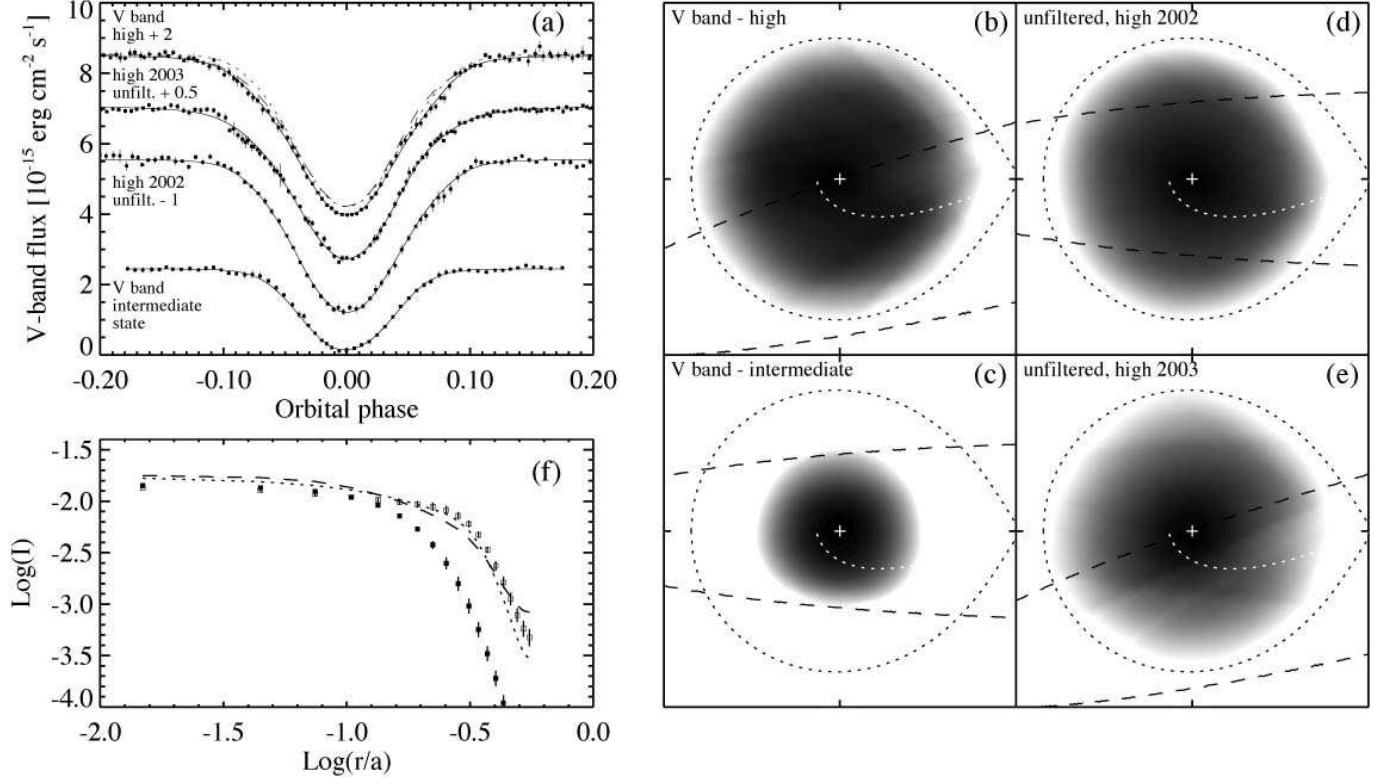 (a)
V band
high + 2
high 2003
unfilt. + 0.5
high 2002
unfilt. - 1
V band
intermediate
state
10
8
6
4
2
0
V-band flux [10⁻¹⁵ erg cm⁻² s⁻¹]
-0.20 -0.10 0.00 0.10 0.20
Orbital phase
V band - high (b)
unfiltered, high 2002 (d)
V band - intermediate (c)
unfiltered, high 2003 (e)
(f)
-1.5
-2.0
-2.5
-3.0
-3.5
-4.0
Log(I)
-2.0 -1.5 -1.0 -0.5 0.0
Log(r/a)